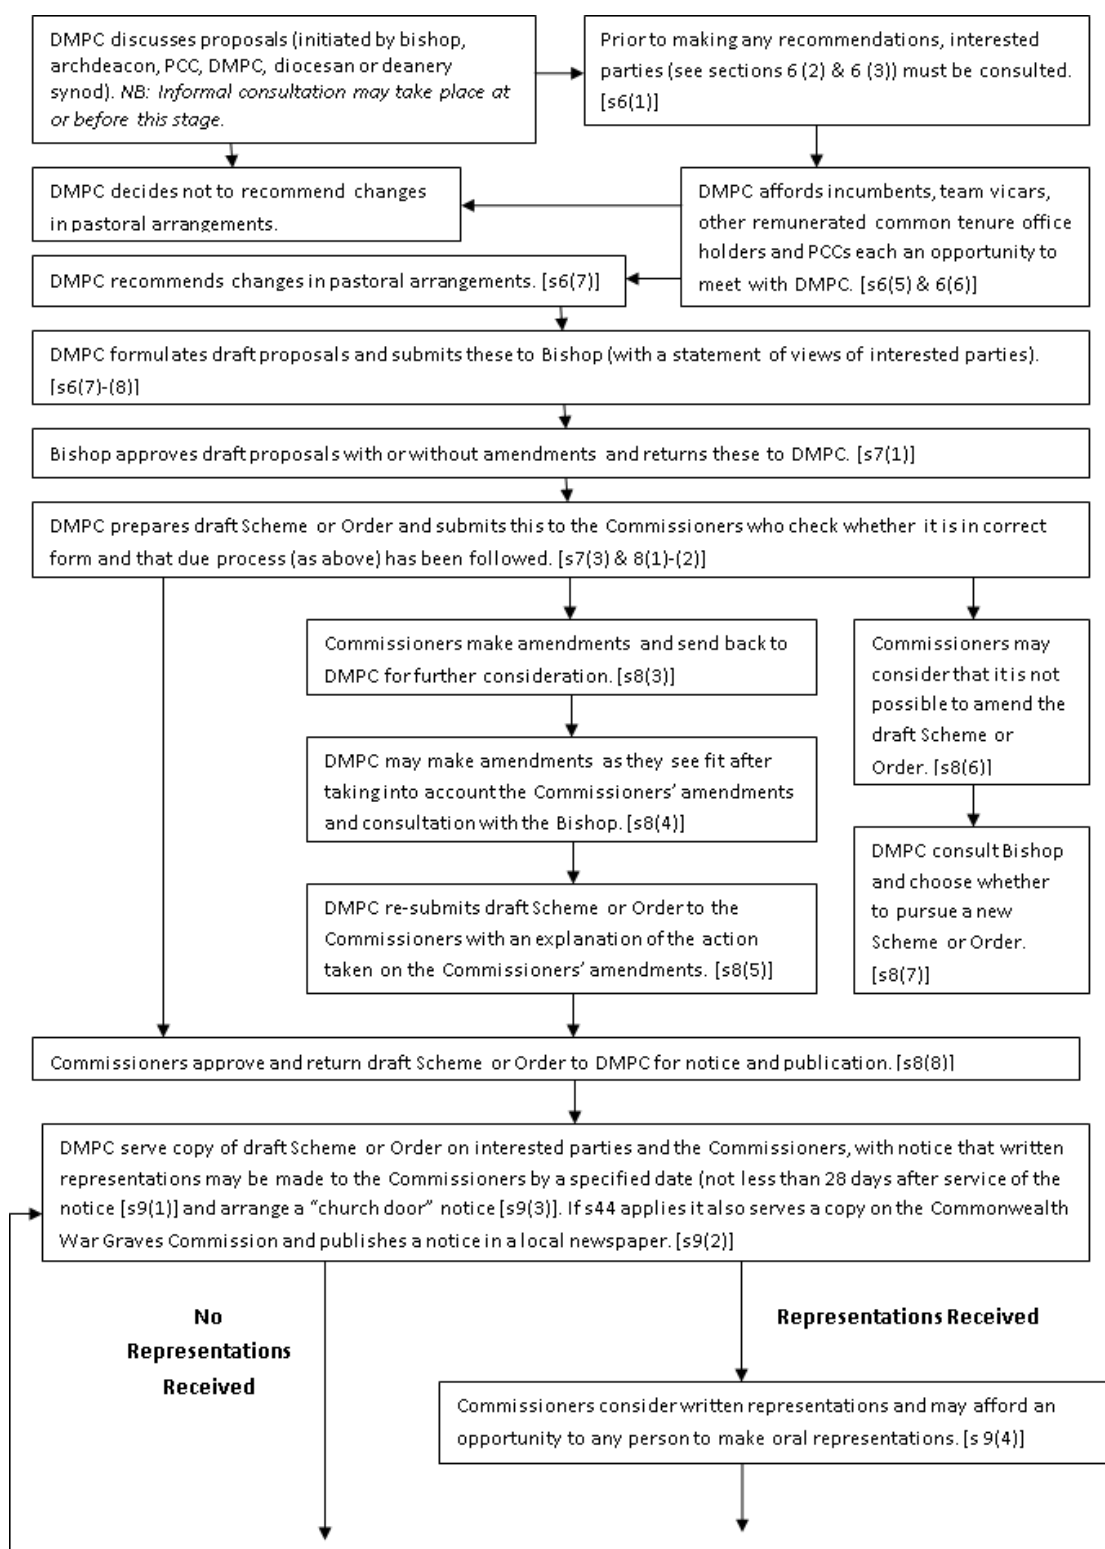 DMPC discusses proposals (initiated by bishop,
archdeacon, PCC, DMPC, diocesan or deanery
synod). NB: Informal consultation may take place at
or before this stage.
Prior to making any recommendations, interested
parties (see sections 6 (2) & 6 (3)) must be consulted.
[s6(1)]
DMPC decides not to recommend changes
in pastoral arrangements.
DMPC affords incumbents, team vicars,
other remunerated common tenure office
holders and PCCs each an opportunity to
meet with DMPC. [s6(5) & 6(6)]
DMPC recommends changes in pastoral arrangements. [s6(7)]
DMPC formulates draft proposals and submits these to Bishop (with a statement of views of interested parties).
[s6(7)-(8)]
Bishop approves draft proposals with or without amendments and returns these to DMPC. [s7(1)]
DMPC prepares draft Scheme or Order and submits this to the Commissioners who check whether it is in correct
form and that due process (as above) has been followed. [s7(3) & 8(1)-(2)]
Commissioners make amendments and send back to
DMPC for further consideration. [s8(3)]
Commissioners may
consider that it is not
possible to amend the
draft Scheme or
Order. [s8(6)]
DMPC may make amendments as they see fit after
taking into account the Commissioners' amendments
and consultation with the Bishop. [s8(4)]
DMPC consult Bishop
and choose whether
to pursue a new
Scheme or Order.
[s8(7)]
DMPC re-submits draft Scheme or Order to the
Commissioners with an explanation of the action
taken on the Commissioners' amendments. [s8(5)]
Commissioners approve and return draft Scheme or Order to DMPC for notice and publication. [s8(8)]
DMPC serve copy of draft Scheme or Order on interested parties and the Commissioners, with notice that written
representations may be made to the Commissioners by a specified date (not less than 28 days after service of the
notice [s9(1)] and arrange a "church door" notice [s9(3)]. If s44 applies it also serves a copy on the Commonwealth
War Graves Commission and publishes a notice in a local newspaper. [s9(2)]
No
Representations
Received
Representations Received
Commissioners consider written representations and may afford an
opportunity to any person to make oral representations. [s 9(4)]